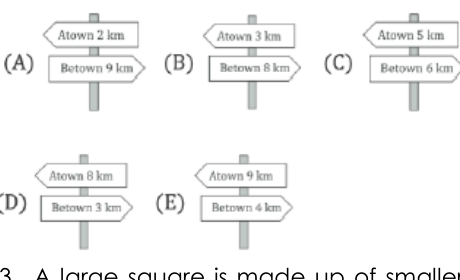 Atown 2 km Atown 3 km Atown 5 km
(A) Betown 9 km (B) Betown 8 km (C) Betown 6 km
Atown 8 km Atown 9 km
(D) Betown 3 km (E) Betown 4 km
3. A large square is made up of smaller